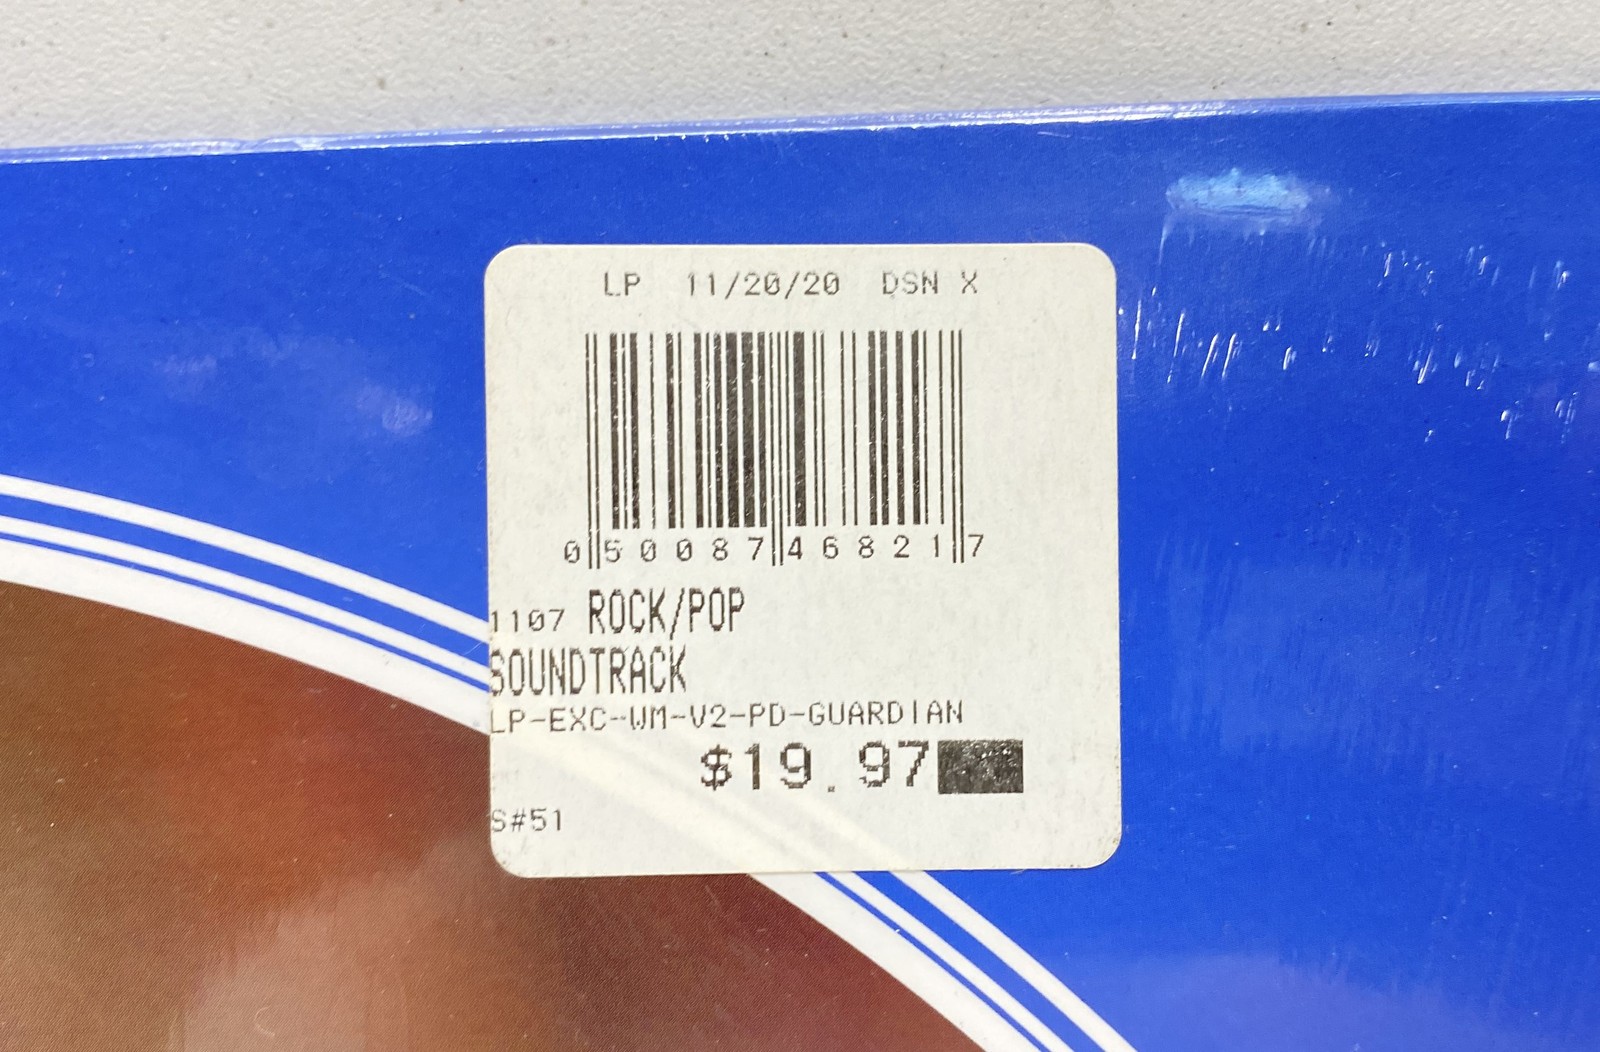 LP 11/20/20 DSN X
0 50087 46821 7
1107 ROCK/POP
SOUNDTRACK
LP-EXC-WM-V2-PD-GUARDIAN
$19.97
S#51